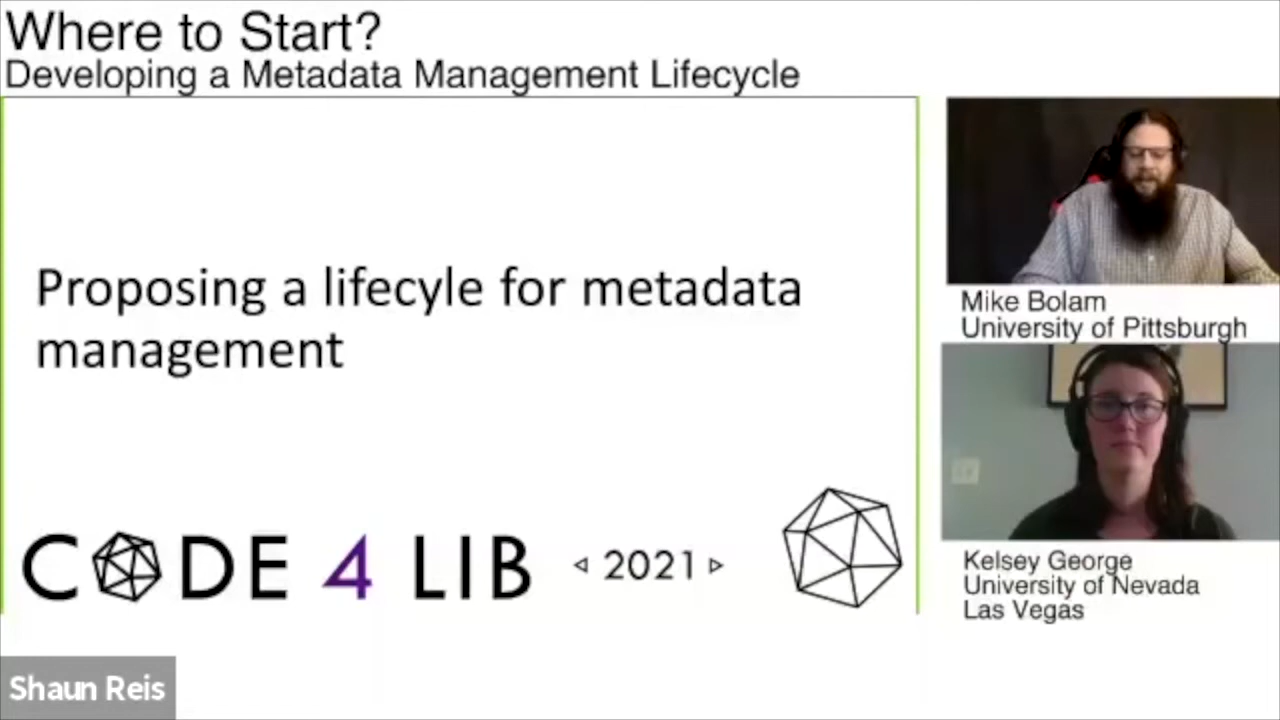 Where to Start?
Developing a Metadata Management Lifecycle
Proposing a lifecyle for metadata
management
CODE 4 LIB
2021
Mike Bolam
University of Pittsburgh
Kelsey George
University of Nevada
Las Vegas
Shaun Reis